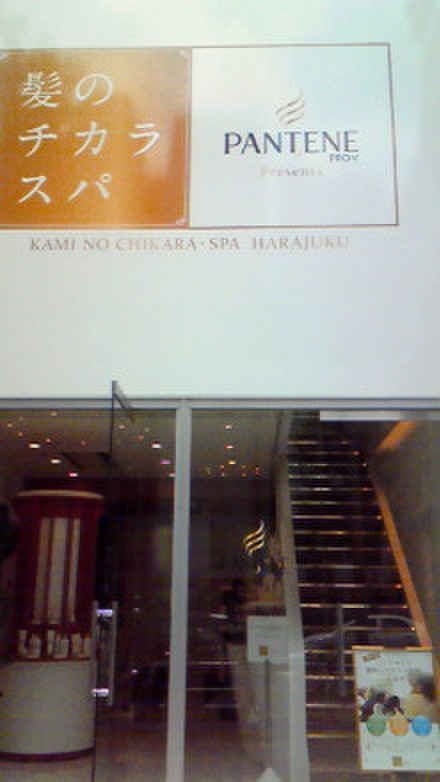 髪の
チカラ
スパ
PANTENE
PRO-V
Presents
KAMI NO CHIKARA・SPA HARAJUKU